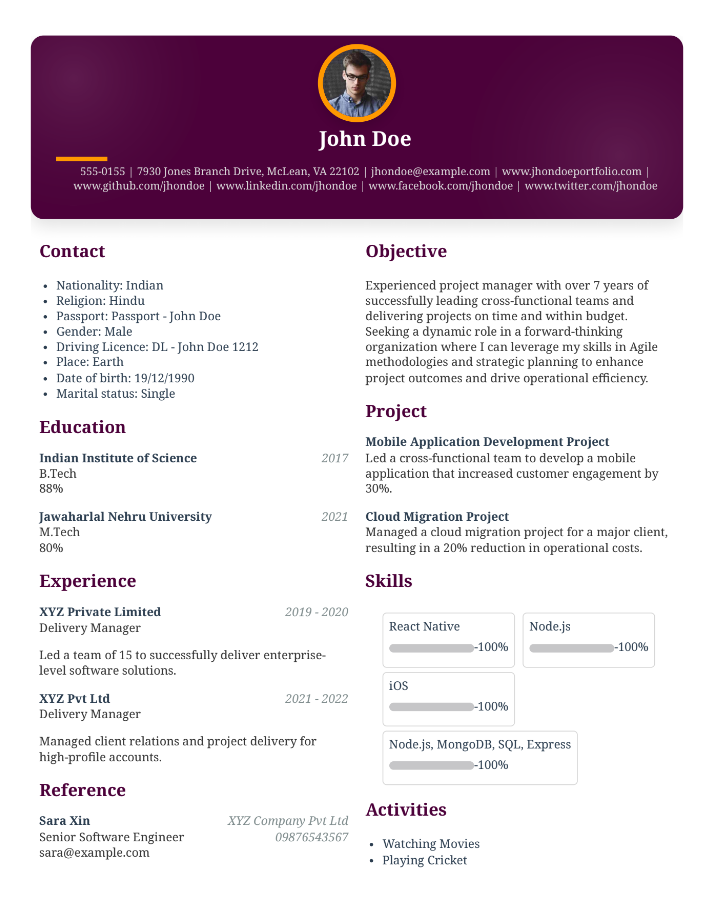 John Doe
555-0155 | 7930 Jones Branch Drive, McLean, VA 22102 | jhondoe@example.com | www.jhondoeportfolio.com |
www.github.com/jhondoe | www.linkedin.com/jhondoe | www.facebook.com/jhondoe | www.twitter.com/jhondoe
Contact
• Nationality: Indian
• Religion: Hindu
• Passport: Passport - John Doe
• Gender: Male
• Driving Licence: DL - John Doe 1212
• Place: Earth
• Date of birth: 19/12/1990
• Marital status: Single
Education
Indian Institute of Science 2017
B.Tech
88%
Jawaharlal Nehru University 2021
M.Tech
80%
Experience
XYZ Private Limited 2019 - 2020
Delivery Manager
Led a team of 15 to successfully deliver enterprise-
level software solutions.
XYZ Pvt Ltd 2021 - 2022
Delivery Manager
Managed client relations and project delivery for
high-profile accounts.
Reference
Sara Xin XYZ Company Pvt Ltd
Senior Software Engineer 09876543567
sara@example.com
Objective
Experienced project manager with over 7 years of
successfully leading cross-functional teams and
delivering projects on time and within budget.
Seeking a dynamic role in a forward-thinking
organization where I can leverage my skills in Agile
methodologies and strategic planning to enhance
project outcomes and drive operational efficiency.
Project
Mobile Application Development Project
Led a cross-functional team to develop a mobile
application that increased customer engagement by
30%.
Cloud Migration Project
Managed a cloud migration project for a major client,
resulting in a 20% reduction in operational costs.
Skills
React Native
-100%
Node.js
-100%
iOS
-100%
Node.js, MongoDB, SQL, Express
-100%
Activities
• Watching Movies
• Playing Cricket